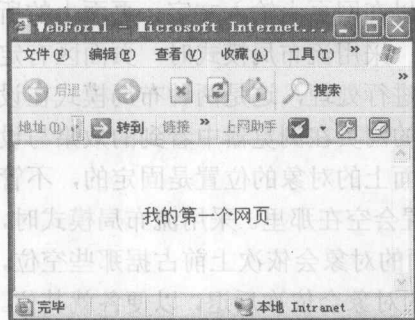 WebForm1 - Microsoft Internet...
文件(F) 编辑(E) 查看(V) 收藏(A) 工具(T) »
后退 搜索 »
地址(D) 转到 链接 » 上网助手
我的第一个网页
完毕 本地 Intranet